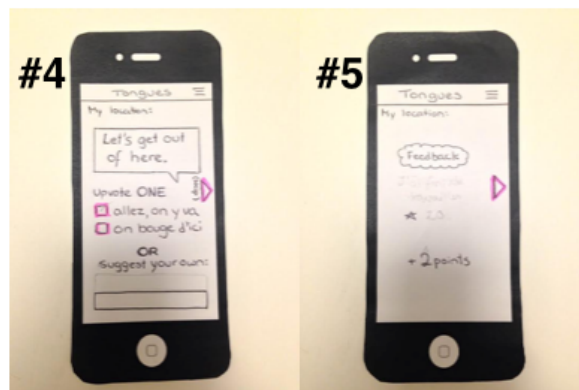 #4
Tongues
My location:
Let's get out
of here.
upvote ONE
allez, on y va
on bouge d'ici
OR
Suggest your own:
#5
Tongues
My location:
Feedback
+2 points